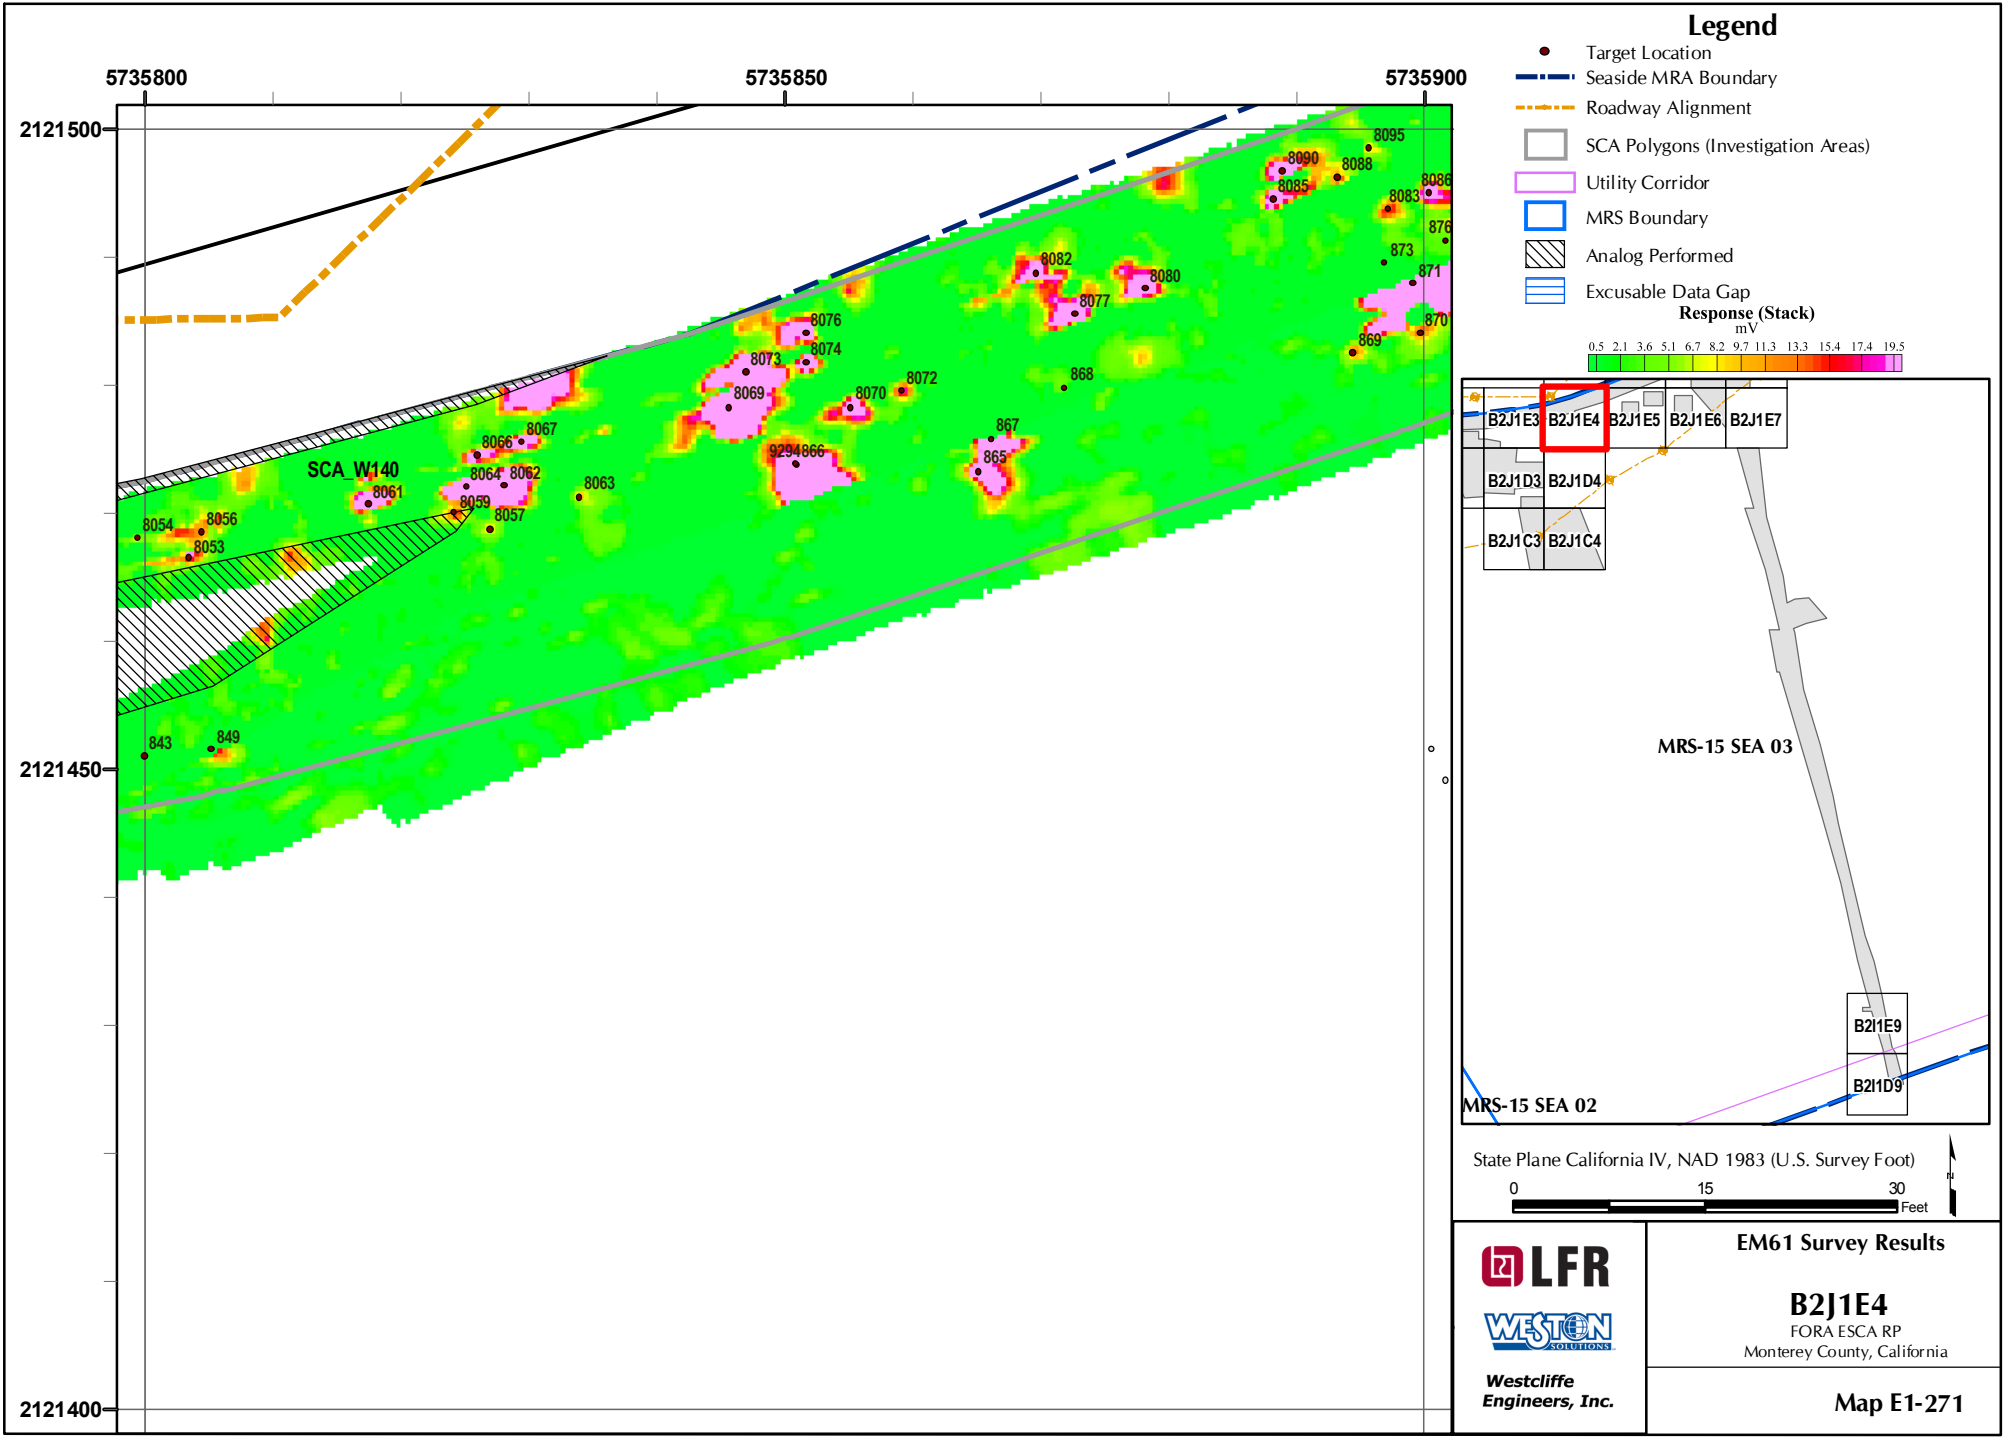 Legend
Target Location
Seaside MRA Boundary
Roadway Alignment
SCA Polygons (Investigation Areas)
Utility Corridor
MRS Boundary
Analog Performed
Excusable Data Gap
Response (Stack)
mV
0.5 2.1 3.6 5.1 6.7 8.2 9.7 11.3 13.3 15.4 17.4 19.5
5735800 5735850 5735900
2121500
8095
8090
8088
8085
8086
8083
876
873
871
8082
8080
8077
870
869
8076
8074
8073
8072
868
8070
8069
8067
867
8066
9294866
865
SCA_W140
8064
8062
8063
8061
8059
8057
8056
8054
8053
849
843
2121450
2121400
B2J1E3 B2J1E4 B2J1E5 B2J1E6 B2J1E7
B2J1D3 B2J1D4
B2J1C3 B2J1C4
MRS-15 SEA 03
B2I1E9
B2I1D9
MRS-15 SEA 02
State Plane California IV, NAD 1983 (U.S. Survey Foot)
0 15 30
Feet
N
LFR
WESTON
SOLUTIONS
Westcliffe
Engineers, Inc.
EM61 Survey Results
B2J1E4
FORA ESCA RP
Monterey County, California
Map E1-271